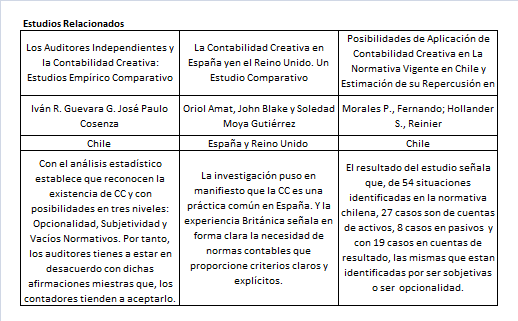 Estudios Relacionados
Los Auditores Independientes y
la Contabilidad Creativa:
Estudios Empírico Comparativo
La Contabilidad Creativa en
España yen el Reino Unido. Un
Estudio Comparativo
Posibilidades de Aplicación de
Contabilidad Creativa en La
Normativa Vigente en Chile y
Estimación de su Repercusión en
Iván R. Guevara G. José Paulo
Cosenza
Oriol Amat, John Blake y Soledad
Moya Gutiérrez
Morales P., Fernando; Hollander
S., Reinier
Chile
España y Reino Unido
Chile
Con el análisis estadístico
establece que reconocen la
existencia de CC y con
posibilidades en tres niveles:
Opcionalidad, Subjetividad y
Vacíos Normativos. Por tanto,
los auditores tienes a estar en
desacuerdo con dichas
afirmaciones miestras que, los
contadores tienden a aceptarlo.
La investigación puso en
manifiesto que la CC es una
práctica común en España. Y la
experiencia Británica señala en
forma clara la necesidad de
normas contables que
proporcione criterios claros y
explícitos.
El resultado del estudio señala
que, de 54 situaciones
identificadas en la normativa
chilena, 27 casos son de cuentas
de activos, 8 casos en pasivos y
con 19 casos en cuentas de
resultado, las mismas que estan
identificadas por ser sobjetivas
o ser opcionalidad.